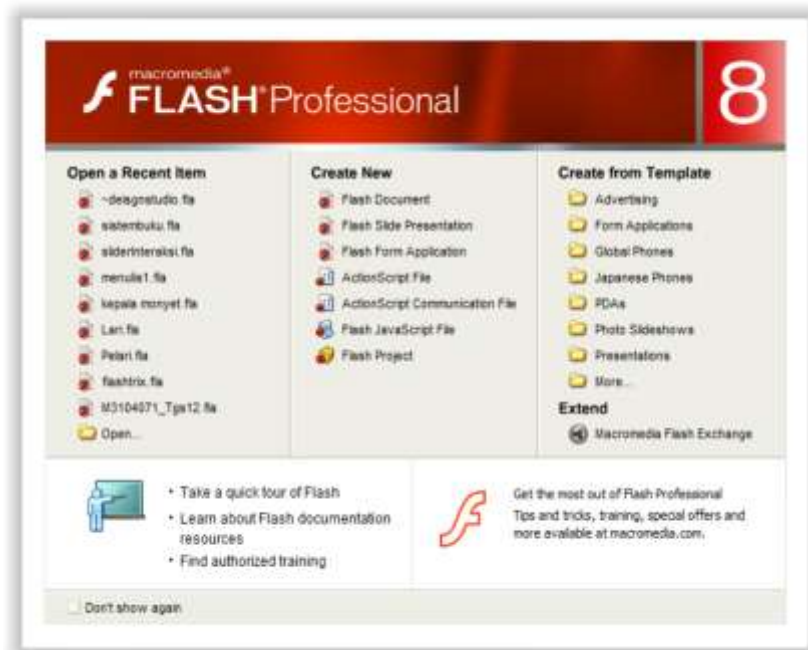 macromedia®
FLASH® Professional
8
Open a Recent Item
~deisgnstudio.fla
sistembuku.fla
sliderInteraksi.fla
menulis1.fla
kepala monyet.fla
Lari.fla
Pelari.fla
flashtrix.fla
M3104071_Tgs12.fla
Open...
Create New
Flash Document
Flash Slide Presentation
Flash Form Application
ActionScript File
ActionScript Communication File
Flash JavaScript File
Flash Project
Create from Template
Advertising
Form Applications
Global Phones
Japanese Phones
PDAs
Photo Slideshows
Presentations
More...
Extend
Macromedia Flash Exchange
• Take a quick tour of Flash
• Learn about Flash documentation
resources
• Find authorized training
Get the most out of Flash Professional
Tips and tricks, training, special offers and
more available at macromedia.com.
Don't show again